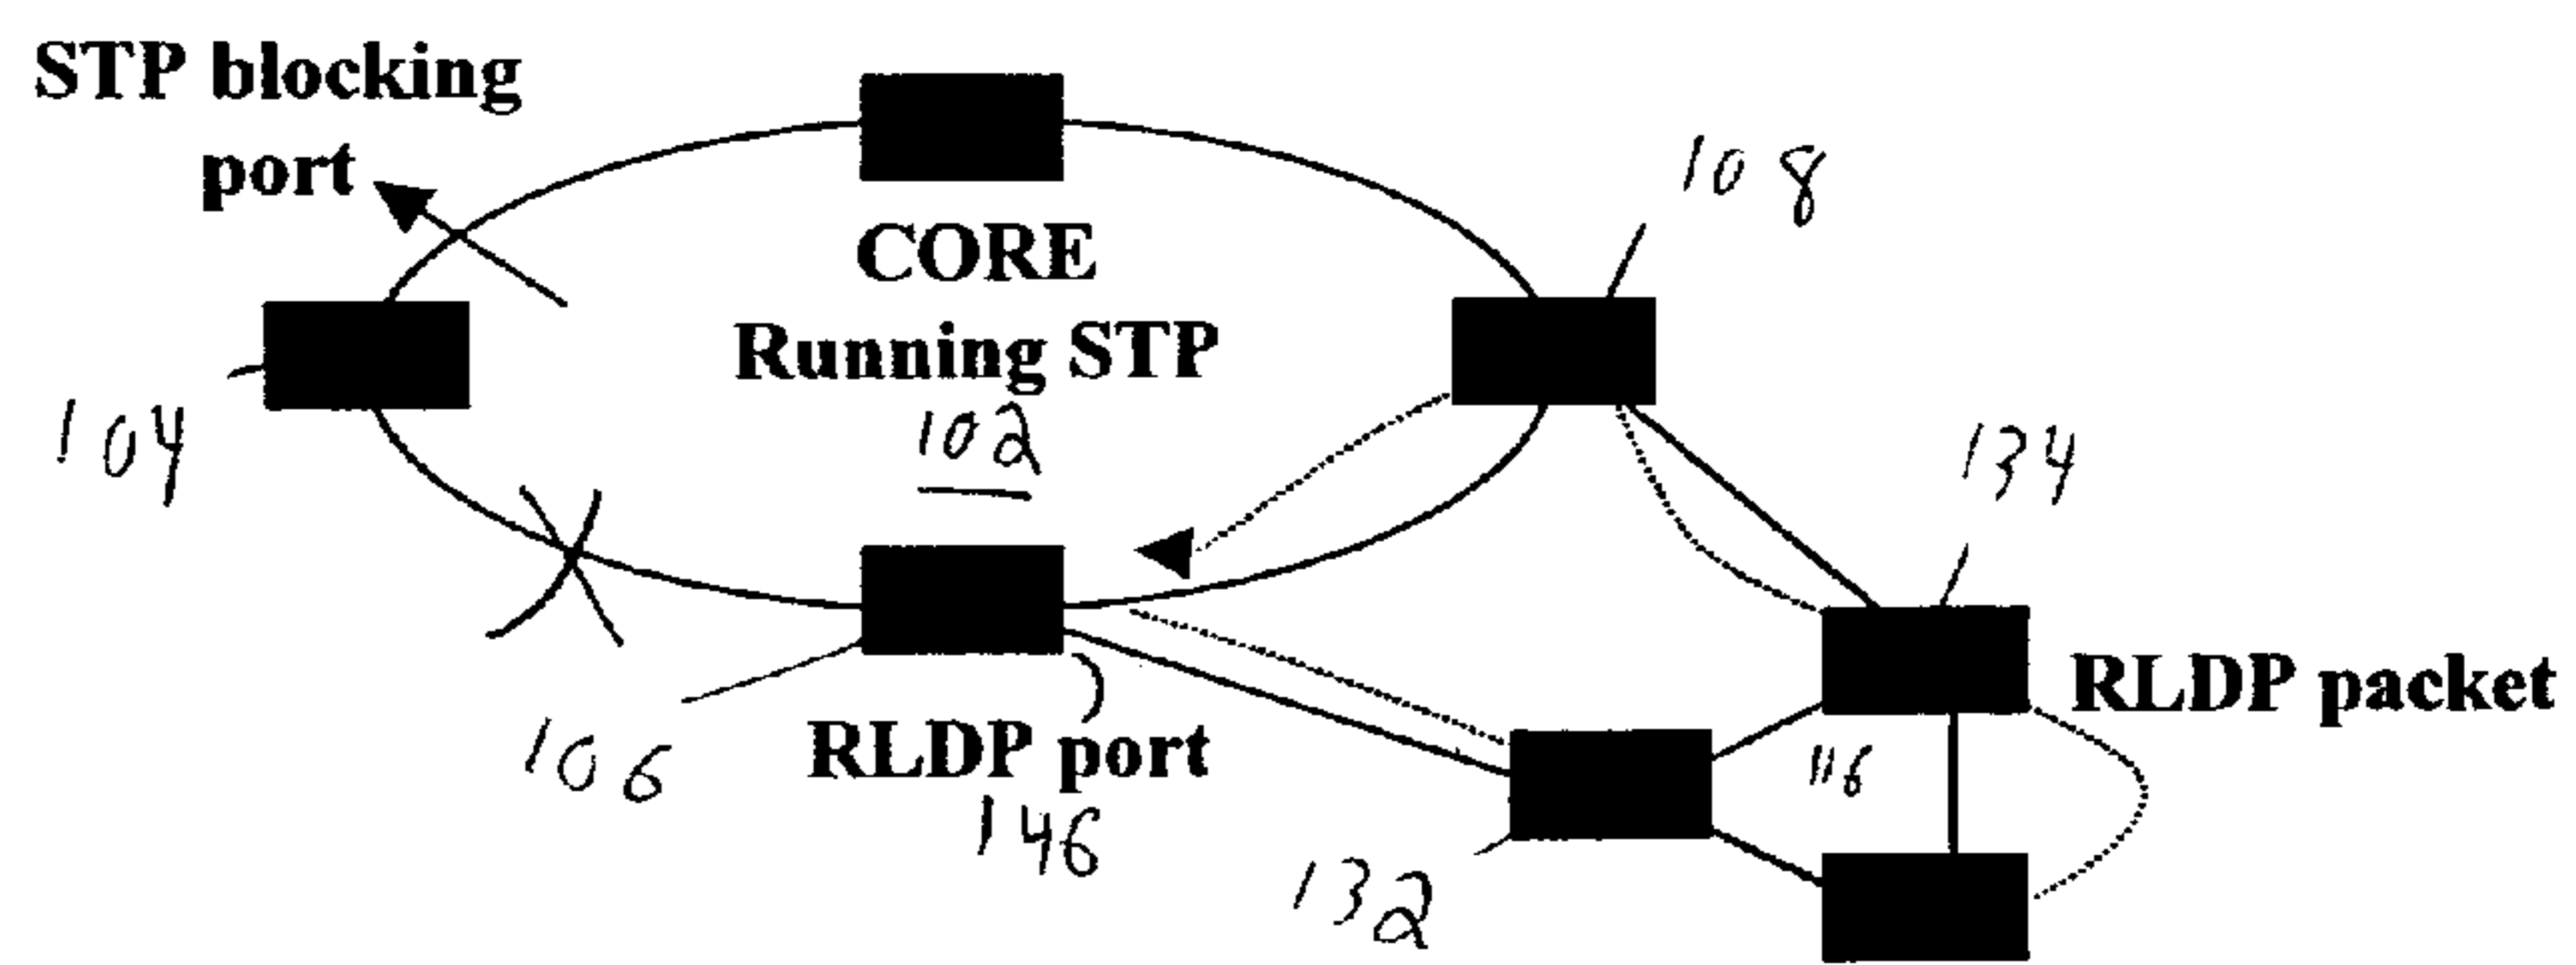 STP blocking
port
CORE
Running STP
102
108
104
134
RLDP packet
106
RLDP port
146
116
132